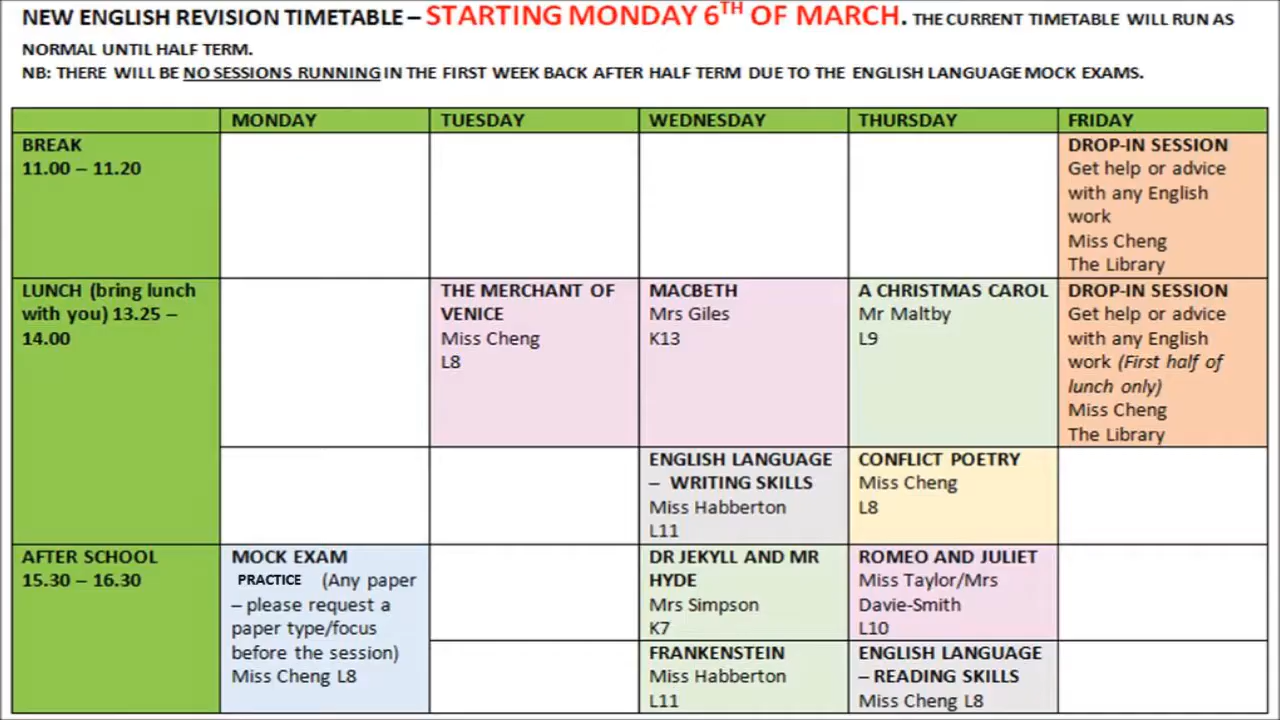 NEW ENGLISH REVISION TIMETABLE – STARTING MONDAY 6TH OF MARCH. THE CURRENT TIMETABLE WILL RUN AS
NORMAL UNTIL HALF TERM.
NB: THERE WILL BE NO SESSIONS RUNNING IN THE FIRST WEEK BACK AFTER HALF TERM DUE TO THE ENGLISH LANGUAGE MOCK EXAMS.
MONDAY
TUESDAY
WEDNESDAY
THURSDAY
FRIDAY
BREAK
11.00 – 11.20
DROP-IN SESSION
Get help or advice
with any English
work
Miss Cheng
The Library
LUNCH (bring lunch
with you) 13.25 –
14.00
THE MERCHANT OF
VENICE
Miss Cheng
L8
MACBETH
Mrs Giles
K13
A CHRISTMAS CAROL
Mr Maltby
L9
DROP-IN SESSION
Get help or advice
with any English
work (First half of
lunch only)
Miss Cheng
The Library
ENGLISH LANGUAGE
– WRITING SKILLS
Miss Habberton
L11
CONFLICT POETRY
Miss Cheng
L8
AFTER SCHOOL
15.30 – 16.30
MOCK EXAM
PRACTICE (Any paper
– please request a
paper type/focus
before the session)
Miss Cheng L8
DR JEKYLL AND MR
HYDE
Mrs Simpson
K7
ROMEO AND JULIET
Miss Taylor/Mrs
Davie-Smith
L10
FRANKENSTEIN
Miss Habberton
L11
ENGLISH LANGUAGE
– READING SKILLS
Miss Cheng L8